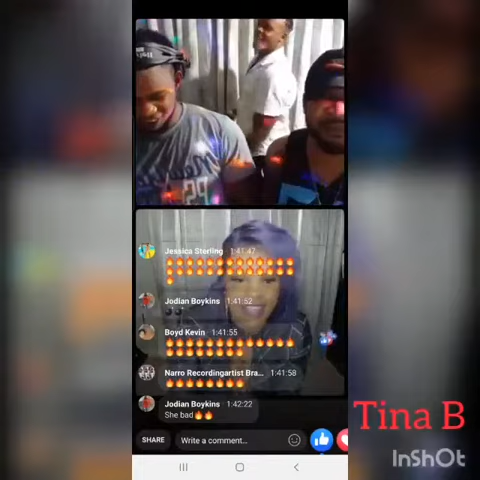 Jessica Sterling 1:41:47
🔥🔥🔥🔥🔥🔥🔥🔥🔥🔥🔥🔥🔥
🔥🔥🔥🔥🔥🔥🔥🔥🔥🔥🔥🔥🔥
🔥
Jodian Boykins 1:41:52
💣💣
Boyd Kevin 1:41:55
🔥🔥🔥🔥🔥🔥🔥🔥🔥🔥🔥🔥🔥
🔥🔥🔥🔥🔥🔥🔥🔥
Narro Recordingartist Bra... 1:41:58
🔥🔥🔥🔥🔥🔥🔥🔥
Jodian Boykins 1:42:22
She bad🔥🔥
SHARE
Write a comment...
Tina B
InShOt